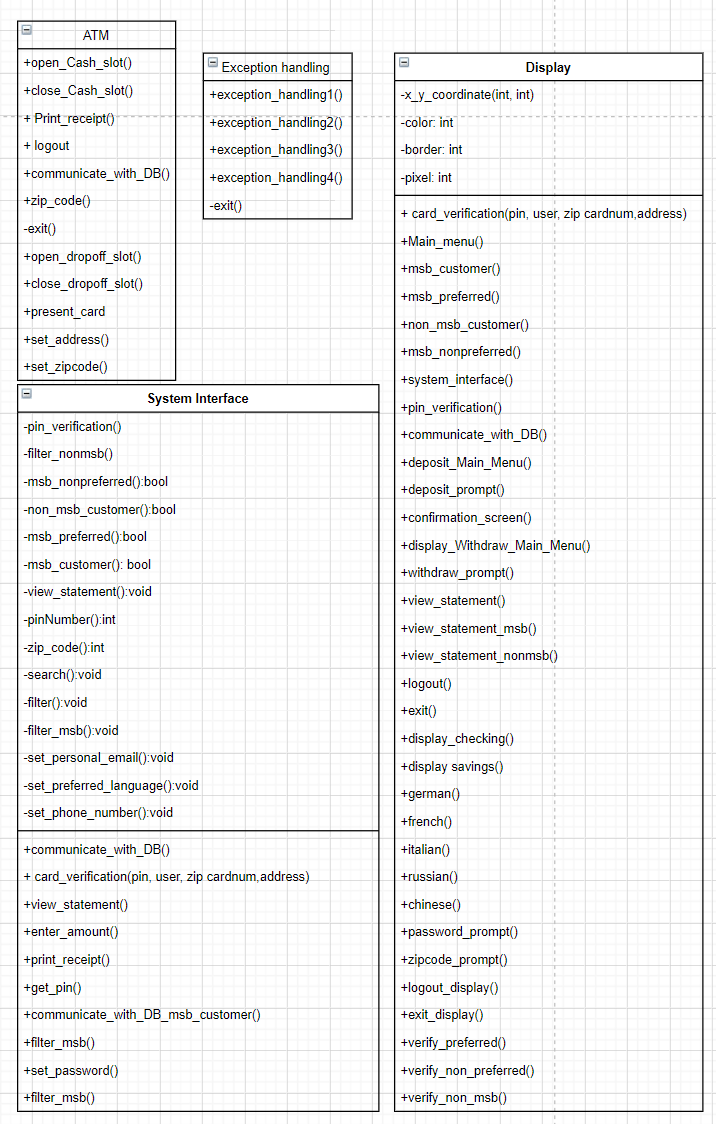 ATM
+open_Cash_slot()
+close_Cash_slot()
+ Print_receipt()
+ logout
+communicate_with_DB()
+zip_code()
-exit()
+open_dropoff_slot()
+close_dropoff_slot()
+present_card
+set_address()
+set_zipcode()
Exception handling
+exception_handling1()
+exception_handling2()
+exception_handling3()
+exception_handling4()
-exit()
System Interface
-pin_verification()
-filter_nonmsb()
-msb_nonpreferred():bool
-non_msb_customer():bool
-msb_preferred():bool
-msb_customer(): bool
-view_statement():void
-pinNumber():int
-zip_code():int
-search():void
-filter():void
-filter_msb():void
-set_personal_email():void
-set_preferred_language():void
-set_phone_number():void
+communicate_with_DB()
+ card_verification(pin, user, zip cardnum,address)
+view_statement()
+enter_amount()
+print_receipt()
+get_pin()
+communicate_with_DB_msb_customer()
+filter_msb()
+set_password()
+filter_msb()
Display
-x_y_coordinate(int, int)
-color: int
-border: int
-pixel: int
+ card_verification(pin, user, zip cardnum,address)
+Main_menu()
+msb_customer()
+msb_preferred()
+non_msb_customer()
+msb_nonpreferred()
+system_interface()
+pin_verification()
+communicate_with_DB()
+deposit_Main_Menu()
+deposit_prompt()
+confirmation_screen()
+display_Withdraw_Main_Menu()
+withdraw_prompt()
+view_statement()
+view_statement_msb()
+view_statement_nonmsb()
+logout()
+exit()
+display_checking()
+display savings()
+german()
+french()
+italian()
+russian()
+chinese()
+password_prompt()
+zipcode_prompt()
+logout_display()
+exit_display()
+verify_preferred()
+verify_non_preferred()
+verify_non_msb()